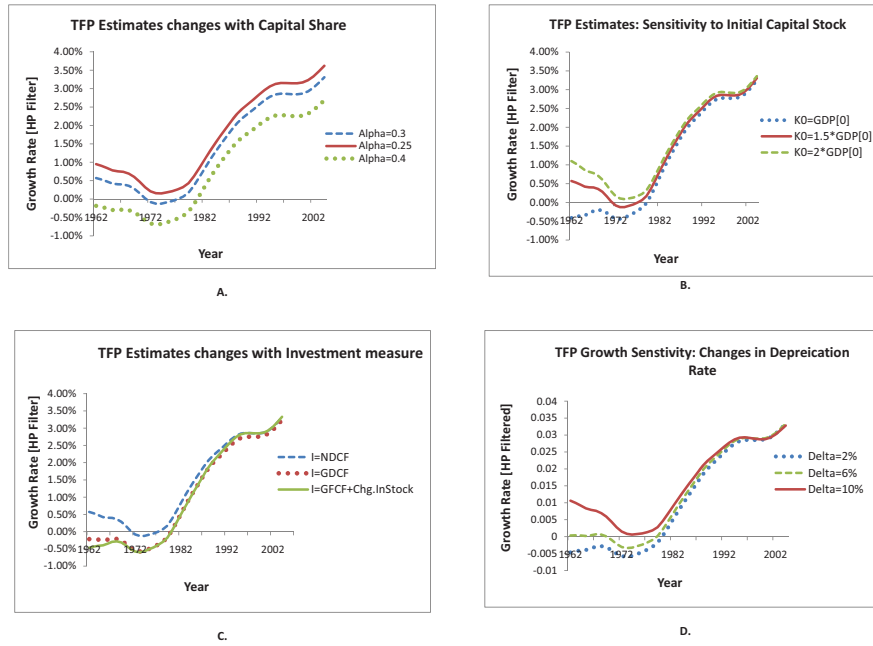 TFP Estimates changes with Capital Share
4.00%
3.50%
3.00%
2.50%
2.00%
1.50%
1.00%
0.50%
0.00%
-0.50%
-1.00%
Growth Rate [HP Filter]
1962 1972 1982 1992 2002
Year
Alpha=0.3
Alpha=0.25
Alpha=0.4
A.
TFP Estimates: Sensitivity to Initial Capital Stock
4.00%
3.50%
3.00%
2.50%
2.00%
1.50%
1.00%
0.50%
0.00%
-0.50%
-1.00%
Growth Rate [HP Filter]
1962 1972 1982 1992 2002
Year
K0=GDP[0]
K0=1.5*GDP[0]
K0=2*GDP[0]
B.
TFP Estimates changes with Investment measure
4.00%
3.50%
3.00%
2.50%
2.00%
1.50%
1.00%
0.50%
0.00%
-0.50%
-1.00%
Growth Rate [HP Filter]
1962 1972 1982 1992 2002
Year
I=NDCF
I=GDCF
I=GFCF+Chg.InStock
C.
TFP Growth Senstivity: Changes in Depreication
Rate
0.04
0.035
0.03
0.025
0.02
0.015
0.01
0.005
0
-0.005
-0.01
Growth Rate [HP Filtered]
1962 1972 1982 1992 2002
Year
Delta=2%
Delta=6%
Delta=10%
D.